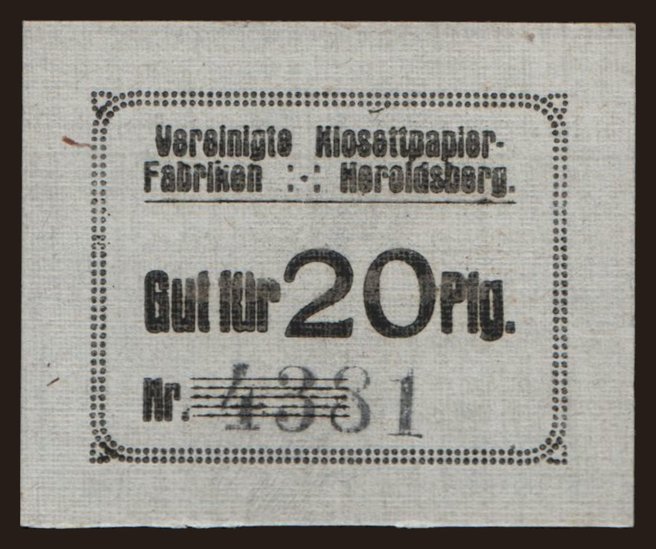 Vereinigte Klosettpapier-
Fabriken :·: Heroldsberg.
Gut für 20 Pfg.
Nr. 4381